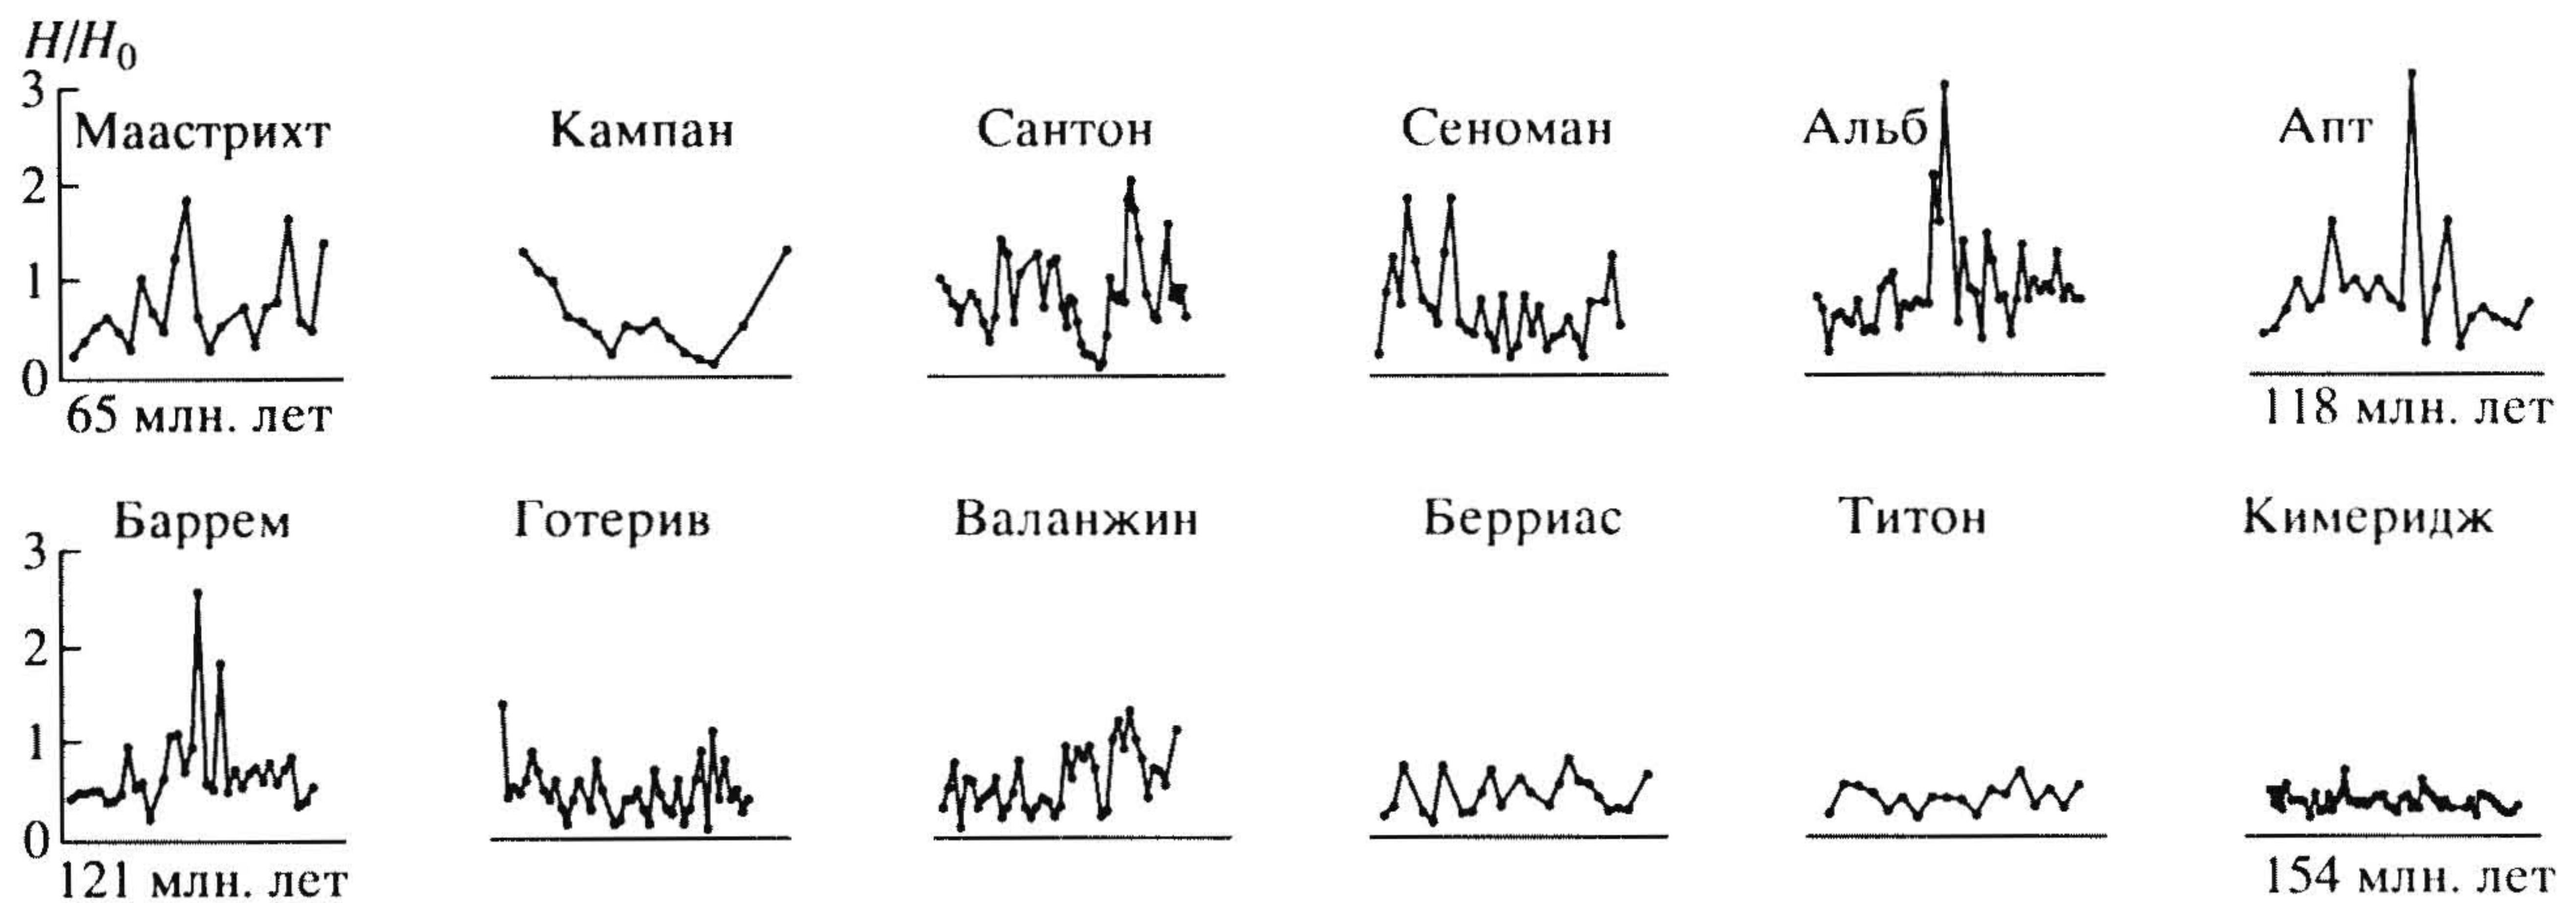 H/H0
3
Маастрихт Кампан Сантон Сеноман Альб Апт
2
1
0
65 млн. лет 118 млн. лет
Баррем Готерив Валанжин Берриас Титон Кимеридж
3
2
1
0
121 млн. лет 154 млн. лет